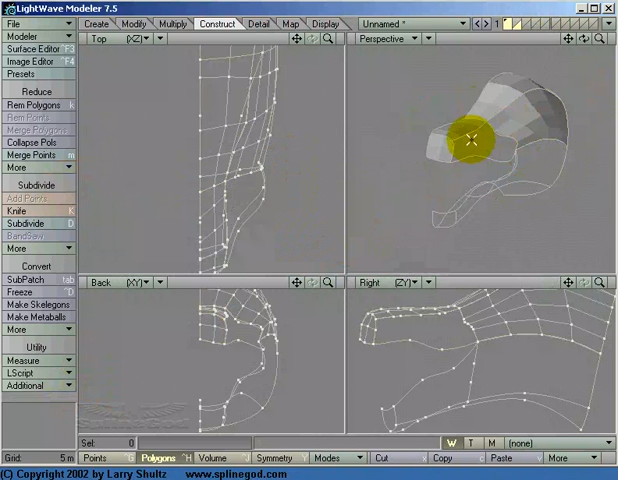 LightWave Modeler 7.5
File
Create Modify Multiply Construct Detail Map Display Unnamed * 1
Modeler
Surface Editor F3
Image Editor F4
Presets
Reduce
Rem Polygons k
Rem Points
Merge Polygons
Collapse Pols
Merge Points m
More
Subdivide
Add Points
Knife K
Subdivide D
BandSaw
More
Convert
SubPatch tab
Freeze ^D
Make Skelegons
Make Metaballs
More
Utility
Measure
LScript
Additional
Top (XZ)
Perspective
Back (XY)
Right (ZY)
Sel: 0
W T M (none)
Grid: 5 m
Points ^G Polygons ^H Volume ^J Symmetry Y Modes Cut x Copy c Paste v More
(C) Copyright 2002 by Larry Shultz www.splinegod.com